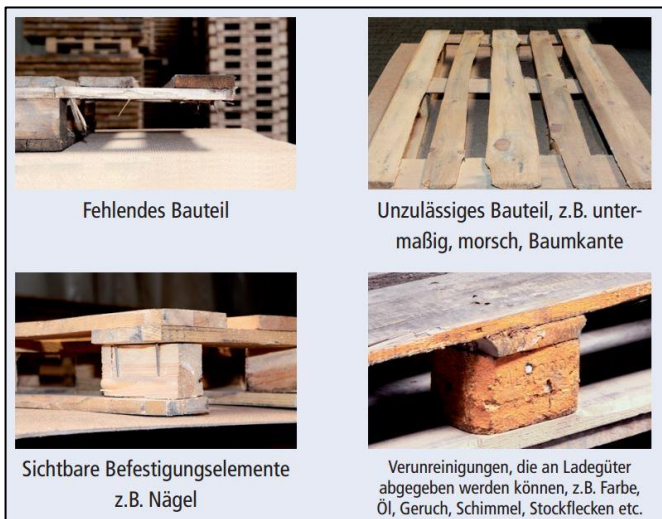 Fehlendes Bauteil
Unzulässiges Bauteil, z.B. unter-
maßig, morsch, Baumkante
Sichtbare Befestigungselemente
z.B. Nägel
Verunreinigungen, die an Ladegüter
abgegeben werden können, z.B. Farbe,
Öl, Geruch, Schimmel, Stockflecken etc.